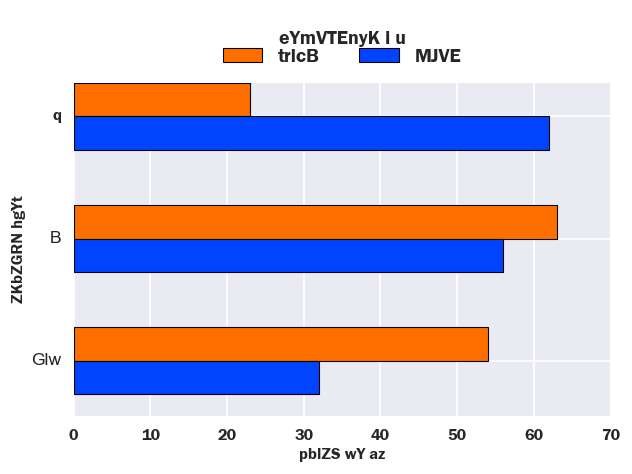 eYmVTEnyK l u
trlcB MJVE
q
B
Glw
ZKbZGRN hgYt
0 10 20 30 40 50 60 70
pblZS wY az